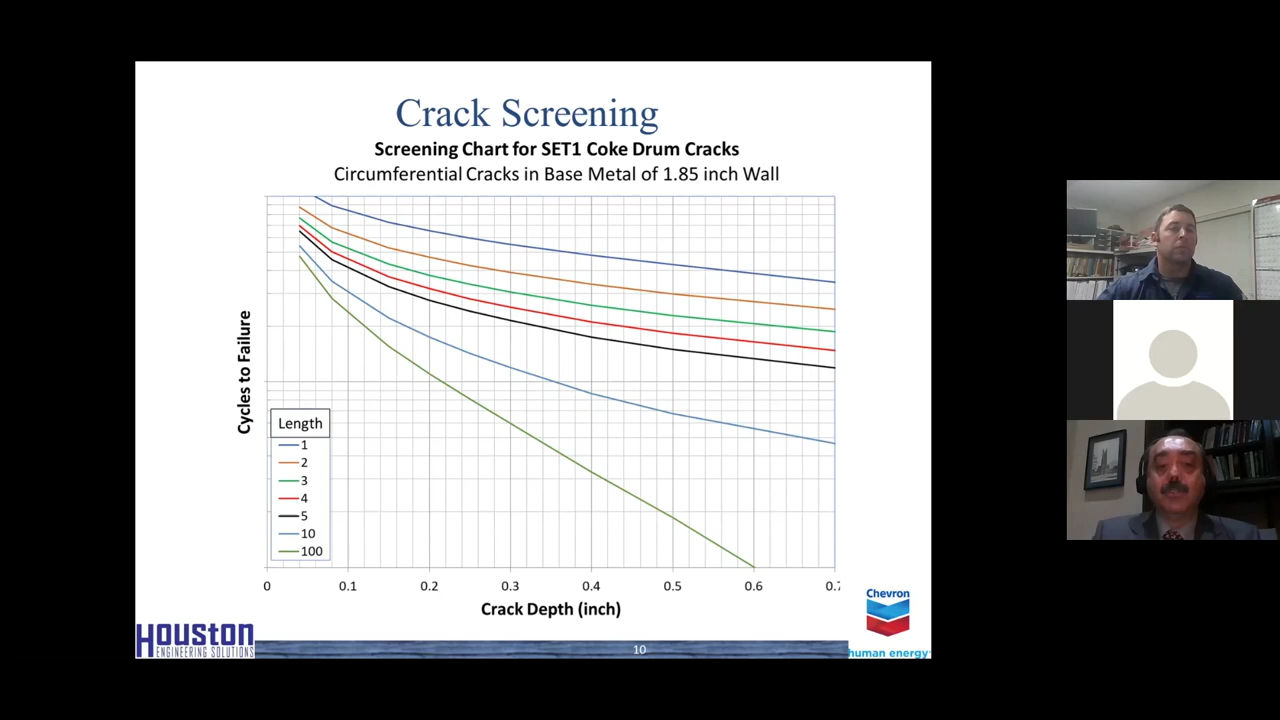 Crack Screening
Screening Chart for SET1 Coke Drum Cracks
Circumferential Cracks in Base Metal of 1.85 inch Wall
Cycles to Failure
Length
1
2
3
4
5
10
100
0 0.1 0.2 0.3 0.4 0.5 0.6 0.
Crack Depth (inch)
Chevron
HOUSTON
ENGINEERING SOLUTIONS
10
human energy